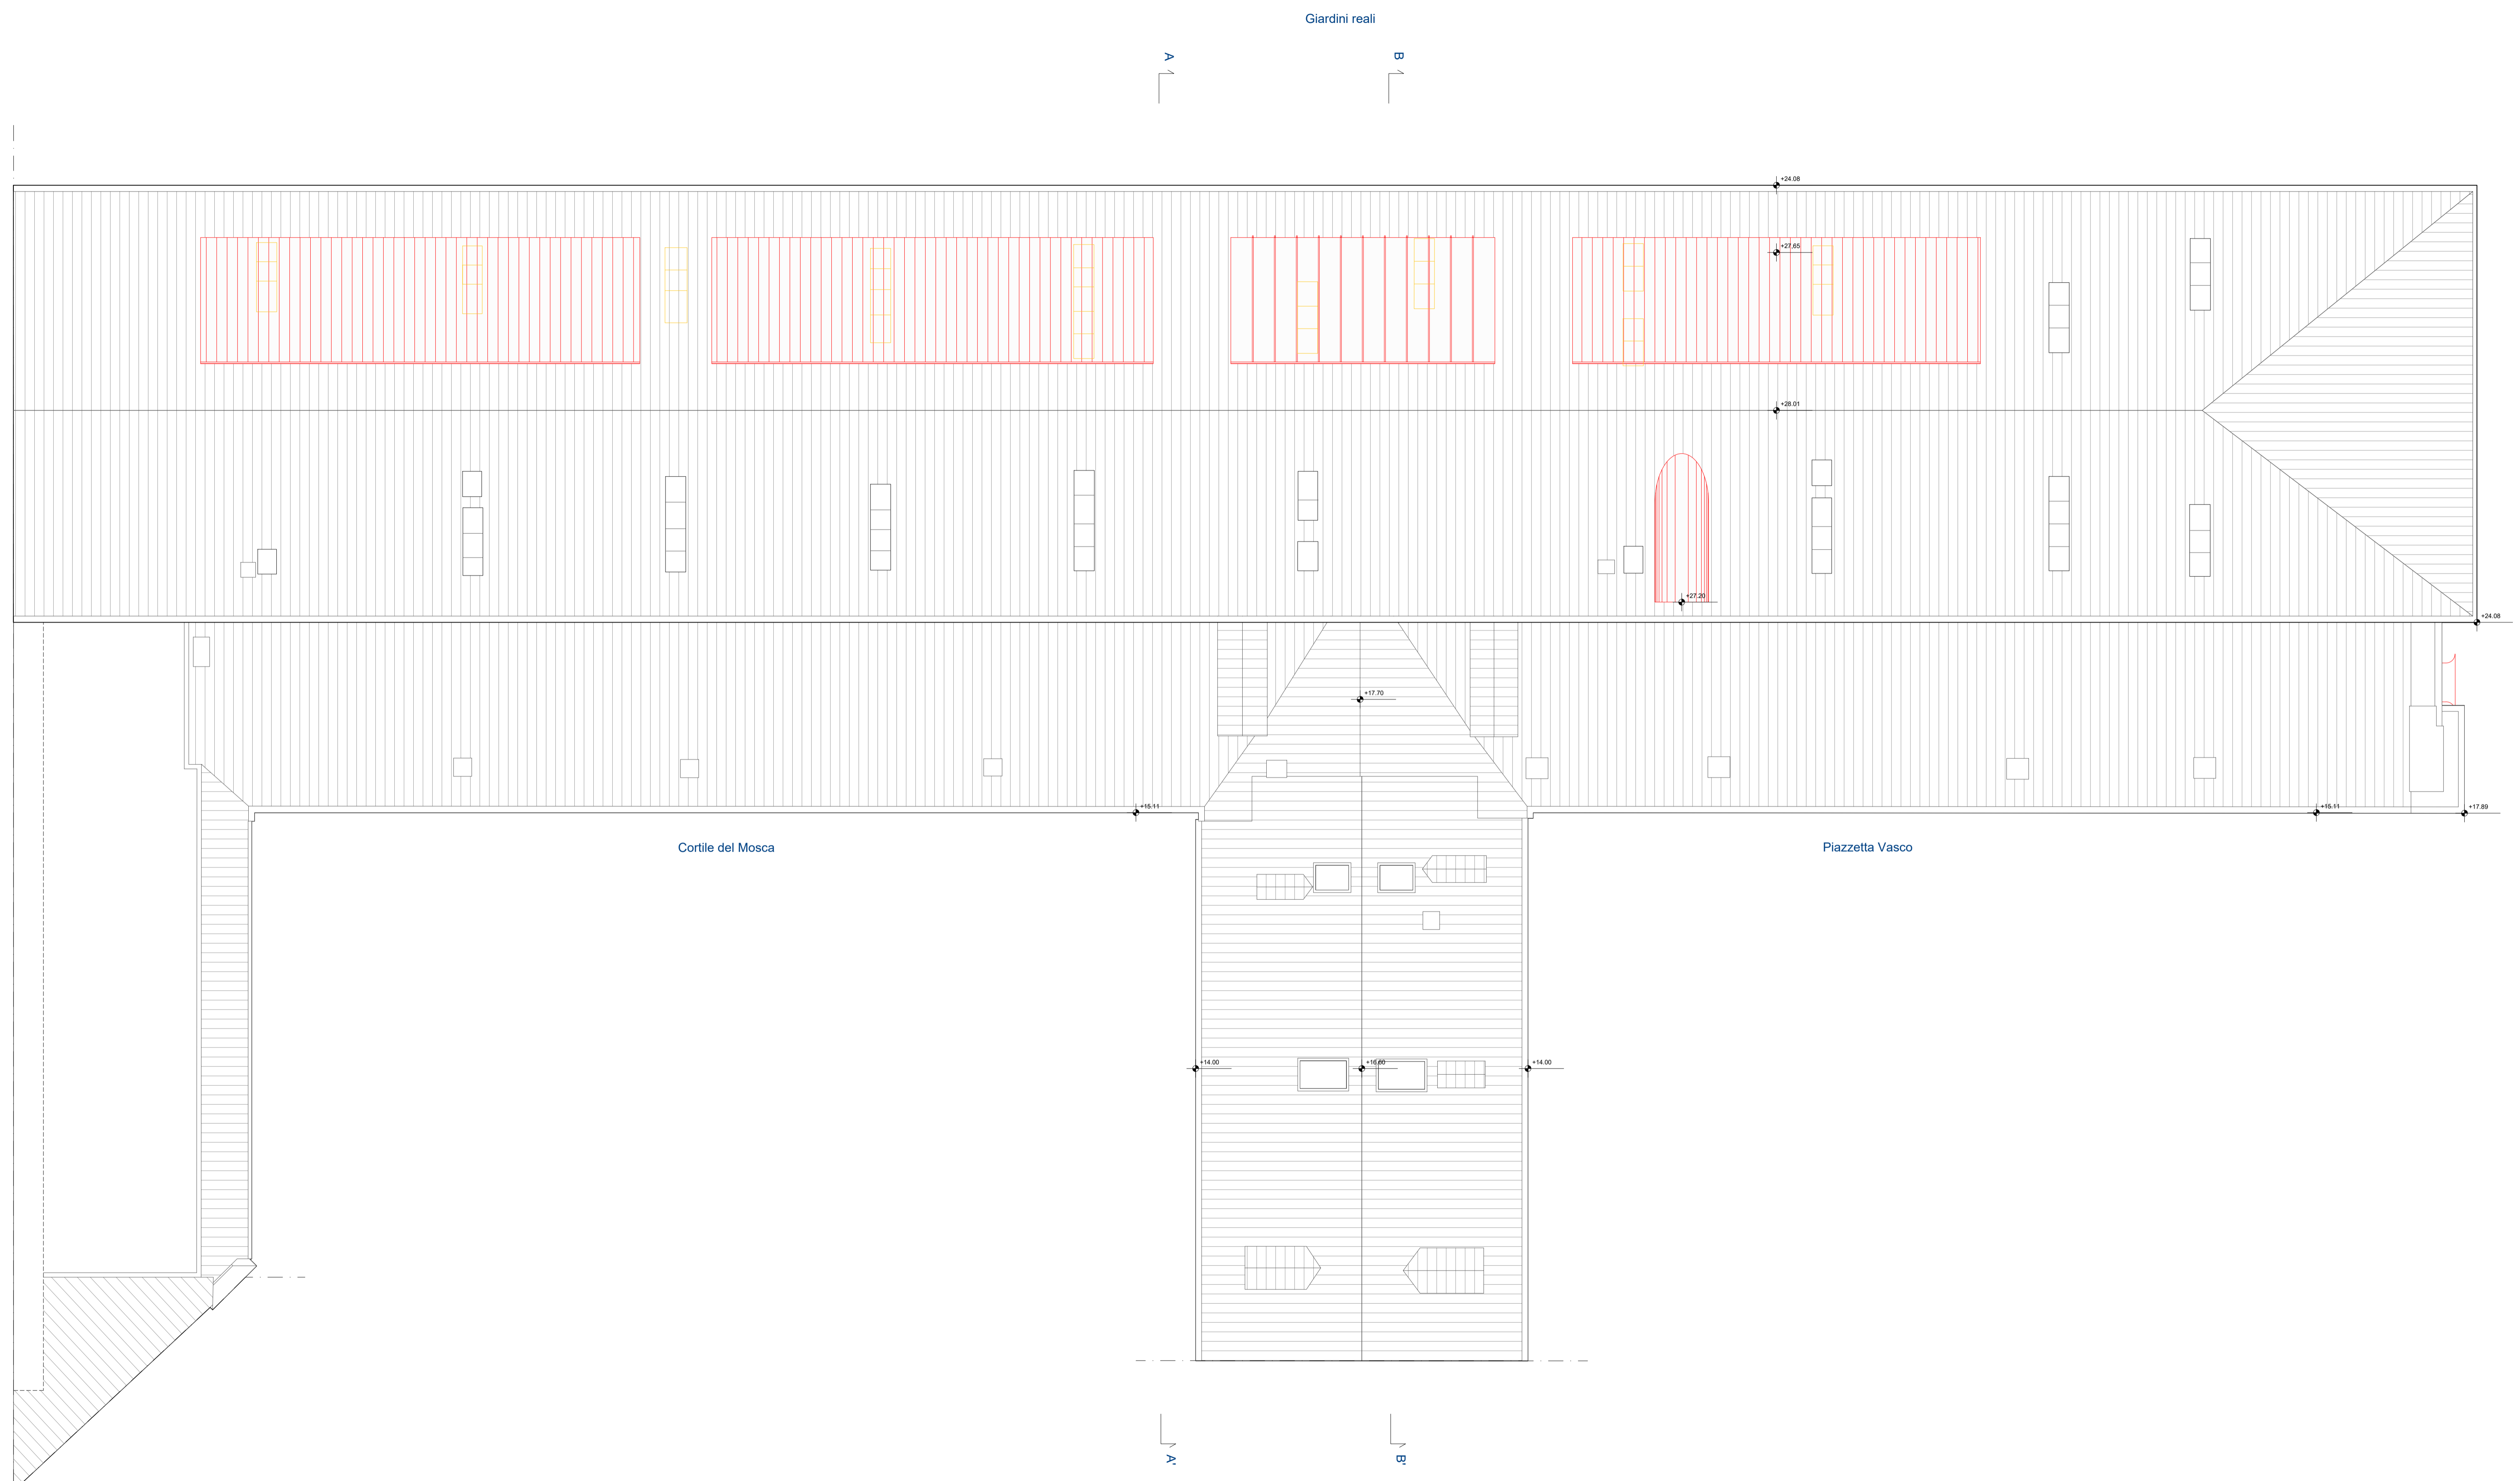 Giardini reali
A
B
+24.08
+27.65
+28.01
+27.20
+24.08
+17.70
+15.11
+15.11
+17.89
Cortile del Mosca
Piazzetta Vasco
+14.00
+16.60
+14.00
A'
B'